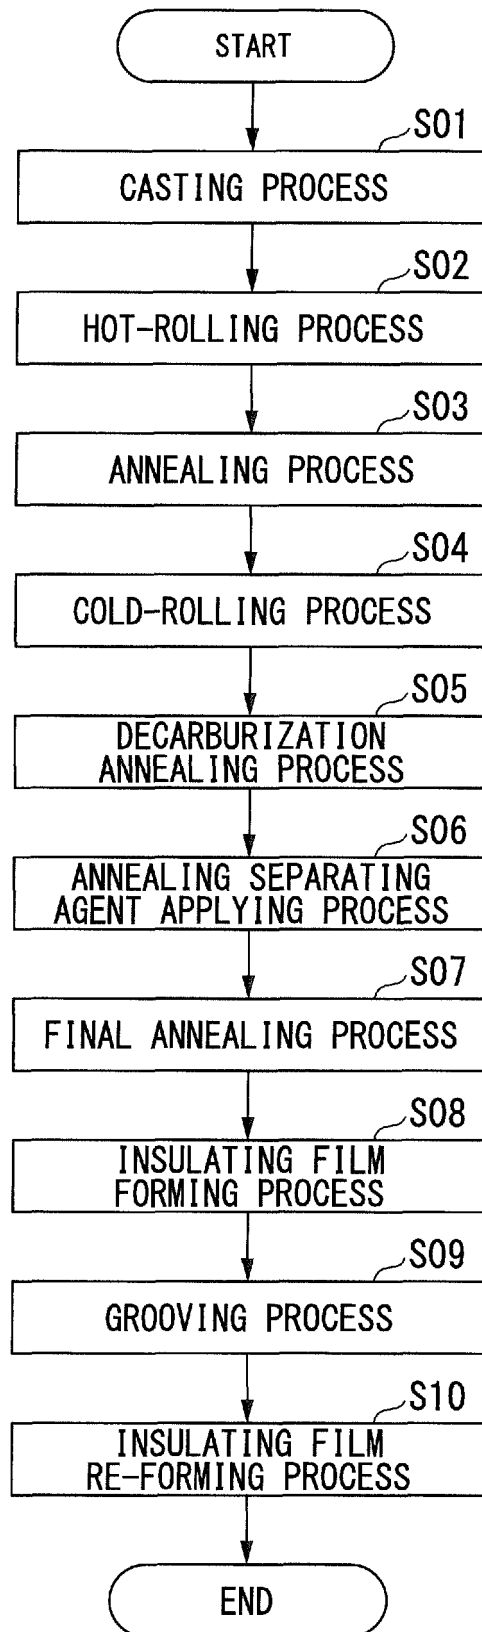 START
S01
CASTING PROCESS
S02
HOT-ROLLING PROCESS
S03
ANNEALING PROCESS
S04
COLD-ROLLING PROCESS
S05
DECARBURIZATION
ANNEALING PROCESS
S06
ANNEALING SEPARATING
AGENT APPLYING PROCESS
S07
FINAL ANNEALING PROCESS
S08
INSULATING FILM
FORMING PROCESS
S09
GROOVING PROCESS
S10
INSULATING FILM
RE-FORMING PROCESS
END